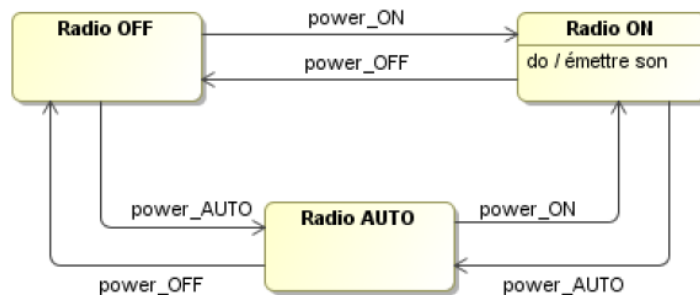 Radio OFF
power_ON
Radio ON
power_OFF
do / émettre son
power_AUTO
Radio AUTO
power_ON
power_OFF
power_AUTO